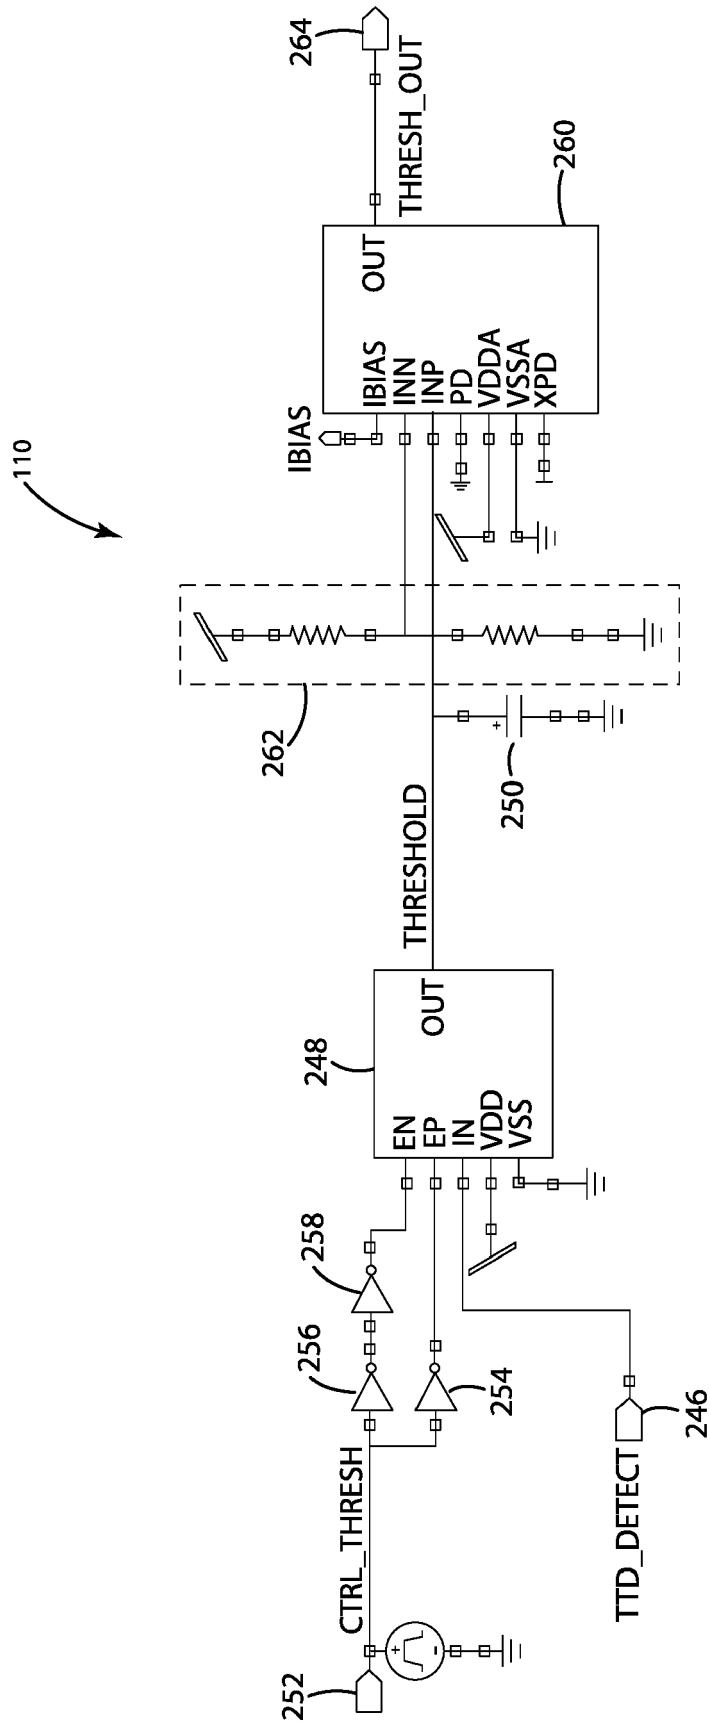 110
252
CTRL_THRESH
+
-
256
258
254
TTD_DETECT
246
248
EN
EP
IN
VDD
VSS
OUT
THRESHOLD
250
+
262
IBIAS
IBIAS
INN
INP
PD
VDDA
VSSA
XPD
OUT
260
THRESH_OUT
264